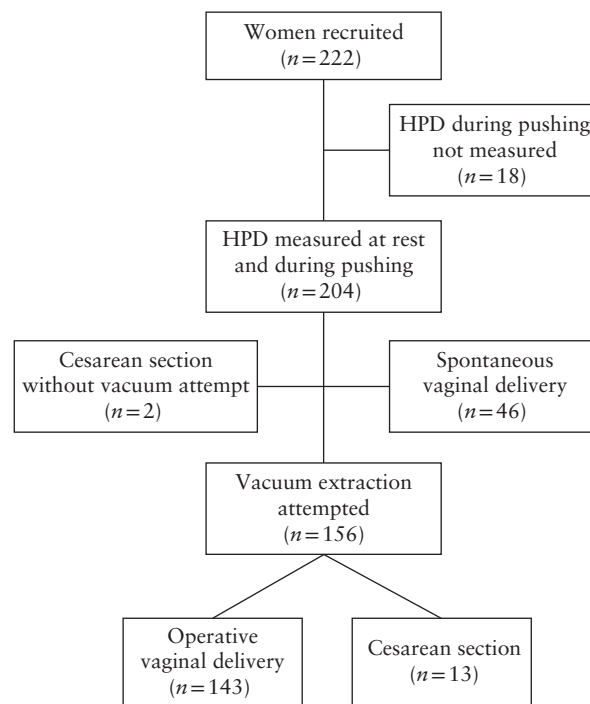 Women recruited
(n=222)
HPD during pushing
not measured
(n=18)
HPD measured at rest
and during pushing
(n=204)
Cesarean section
without vacuum attempt
(n=2)
Spontaneous
vaginal delivery
(n=46)
Vacuum extraction
attempted
(n=156)
Operative
vaginal delivery
(n=143)
Cesarean section
(n=13)